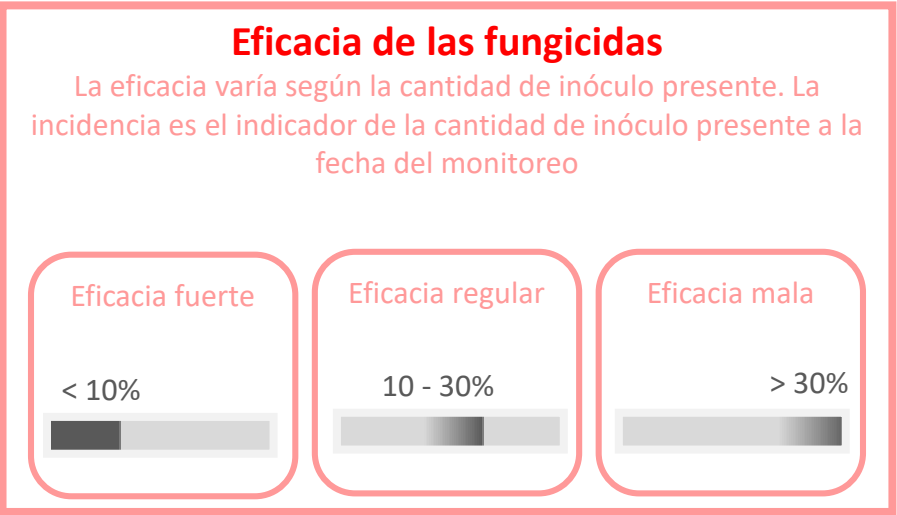 Eficacia de las fungicidas
La eficacia varía según la cantidad de inóculo presente. La
incidencia es el indicador de la cantidad de inóculo presente a la
fecha del monitoreo
Eficacia fuerte
< 10%
Eficacia regular
10 - 30%
Eficacia mala
> 30%